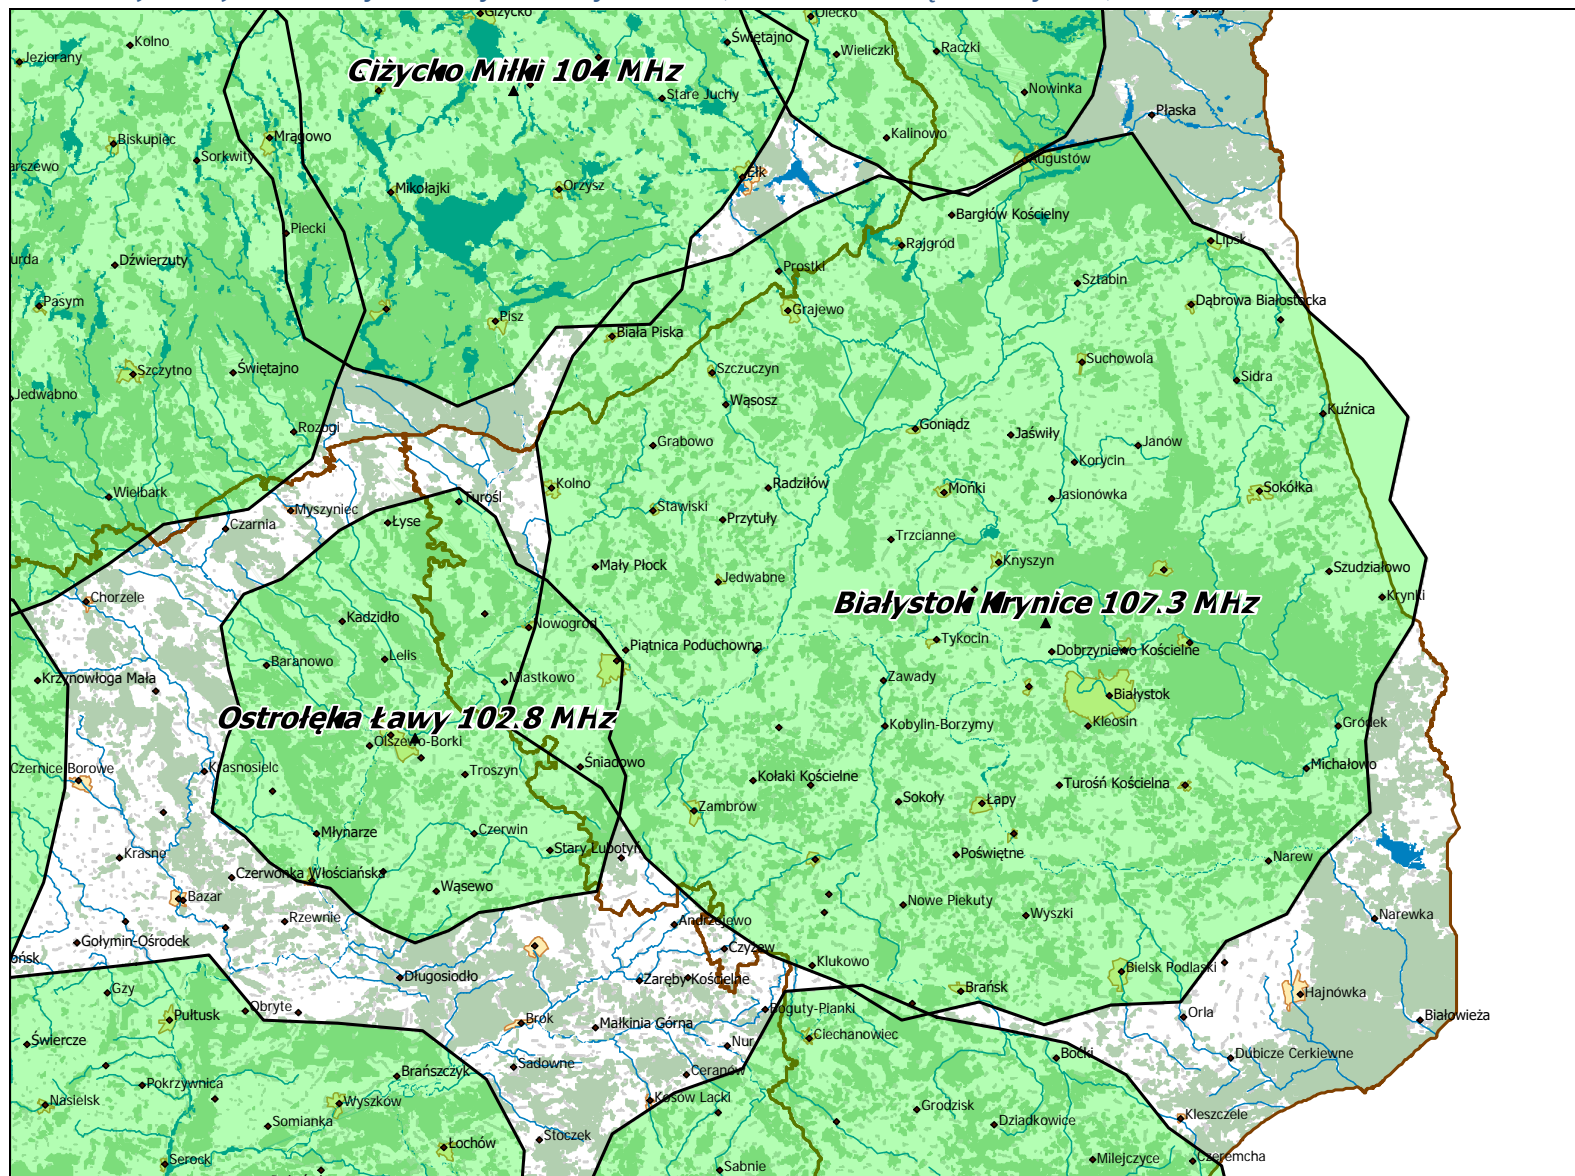 Giżycko
Olecko
Kolno
Świętajno
Wieliczki
Raczki
Jeziorany
Ciżycko Miłki 104 MHz
Stare Juchy
Nowinka
Płaska
Biskupiec
Mrągowo
Kalinowo
Sorkwity
Augustów
Ełk
Mikołajki
Orzysz
Bargłów Kościelny
Piecki
Rajgród
Lipsk
Dźwierzuty
Prostki
Sztabin
Pasym
Grajewo
Dąbrowa Białostocka
Pisz
Biała Piska
Suchowola
Szczytno
Świętajno
Szczuczyn
Sidra
Jedwabno
Wąsosz
Kuźnica
Rozogi
Grabowo
Goniądz
Jaświły
Janów
Korycin
Wielbark
Kolno
Radziłów
Mońki
Jasionówka
Sokółka
Turośl
Myszyniec
Stawiski
Czarnia
Łyse
Przytuły
Trzcianne
Knyszyn
Mały Płock
Jedwabne
Szudziałowo
Chorzele
Krynki
Białystok Krynice 107.3 MHz
Kadzidło
Nowogród
Piątnica Poduchowna
Tykocin
Dobrzyniewo Kościelne
Baranowo
Lelis
Krzynowłoga Mała
Miastkowo
Zawady
Białystok
Ostrołęka Ławy 102.8 MHz
Kobylin-Borzymy
Kleosin
Gródek
Olszewo-Borki
Czernice Borowe
Krasnosielc
Troszyn
Śniadowo
Kołaki Kościelne
Turośń Kościelna
Michałowo
Zambrów
Sokoły
Łapy
Młynarze
Czerwin
Krasne
Stary Lubotyń
Poświętne
Narew
Czerwonka Włościańska
Wąsewo
Bazar
Nowe Piekuty
Wyszki
Rzewnie
Andrzejewo
Narewka
Gołymin-Ośrodek
Czyżew
Klukowo
Bielsk Podlaski
Długosiodło
Zaręby Kościelne
Gzy
Brańsk
Hajnówka
Pułtusk
Obryte
Boguty-Pianki
Orla
Białowieża
Brok
Małkinia Górna
Świercze
Ciechanowiec
Nur
Boćki
Dubicze Cerkiewne
Sadowne
Brańszczyk
Ceranów
Pokrzywnica
Nasielsk
Wyszków
Kosów Lacki
Grodzisk
Kleszczele
Somianka
Dziadkowice
Łochów
Stoczek
Serock
Sabnie
Milejczyce
Czeremcha